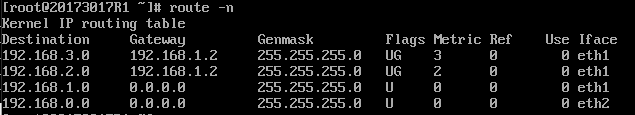 [root@20173017R1 ~]# route -n
Kernel IP routing table
Destination Gateway Genmask Flags Metric Ref Use Iface
192.168.3.0 192.168.1.2 255.255.255.0 UG 3 0 0 eth1
192.168.2.0 192.168.1.2 255.255.255.0 UG 2 0 0 eth1
192.168.1.0 0.0.0.0 255.255.255.0 U 0 0 0 eth1
192.168.0.0 0.0.0.0 255.255.255.0 U 0 0 0 eth2